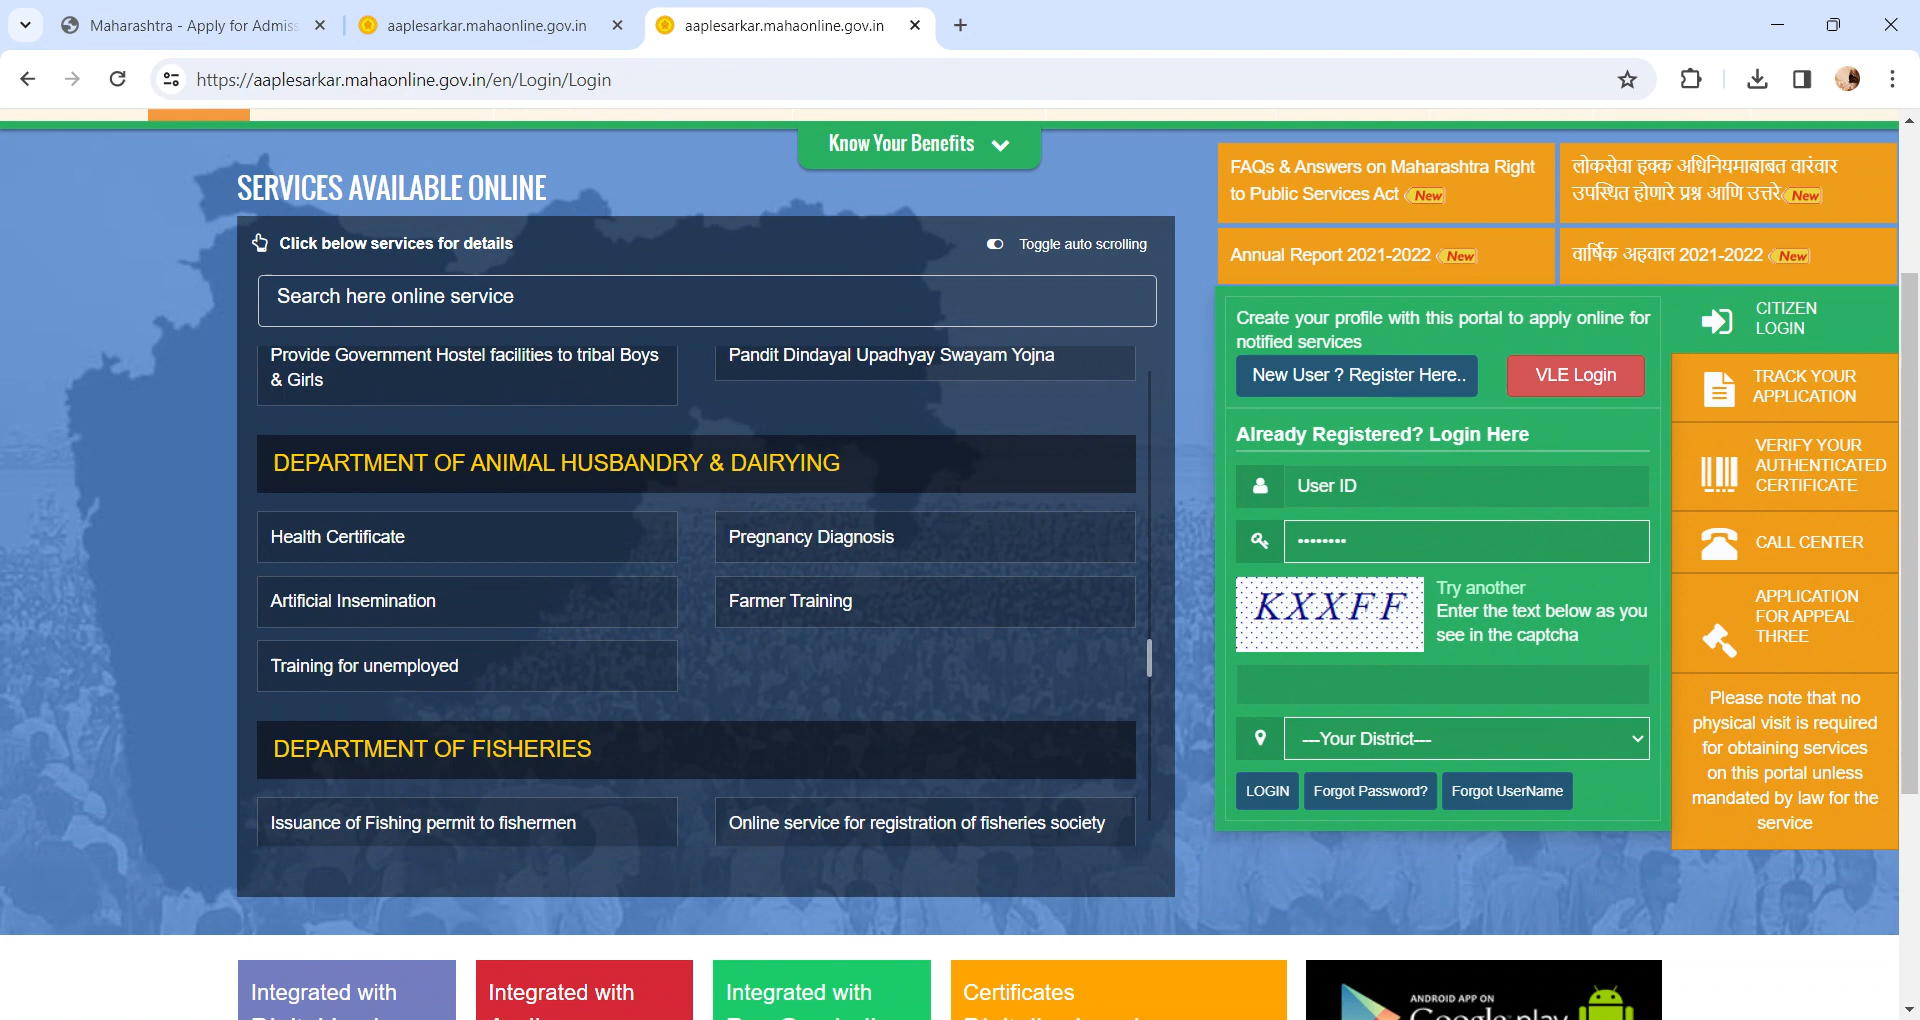 Maharashtra - Apply for Admiss
aaplesarkar.mahaonline.gov.in
aaplesarkar.mahaonline.gov.in
https://aaplesarkar.mahaonline.gov.in/en/Login/Login
Know Your Benefits
SERVICES AVAILABLE ONLINE
Click below services for details
Toggle auto scrolling
Search here online service
Provide Government Hostel facilities to tribal Boys
& Girls
Pandit Dindayal Upadhyay Swayam Yojna
DEPARTMENT OF ANIMAL HUSBANDRY & DAIRYING
Health Certificate
Pregnancy Diagnosis
Artificial Insemination
Farmer Training
Training for unemployed
DEPARTMENT OF FISHERIES
Issuance of Fishing permit to fishermen
Online service for registration of fisheries society
FAQs & Answers on Maharashtra Right
to Public Services Act New
लोकसेवा हक्क अधिनियमाबाबत वारंवार
उपस्थित होणारे प्रश्न आणि उत्तरे New
Annual Report 2021-2022 New
वार्षिक अहवाल 2021-2022 New
Create your profile with this portal to apply online for
notified services
New User ? Register Here..
VLE Login
Already Registered? Login Here
User ID
••••••••
KXXFF
Try another
Enter the text below as you
see in the captcha
---Your District---
LOGIN
Forgot Password?
Forgot UserName
CITIZEN
LOGIN
TRACK YOUR
APPLICATION
VERIFY YOUR
AUTHENTICATED
CERTIFICATE
CALL CENTER
APPLICATION
FOR APPEAL
THREE
Please note that no
physical visit is required
for obtaining services
on this portal unless
mandated by law for the
service
Integrated with
Integrated with
Integrated with
Certificates
ANDROID APP ON
Google play